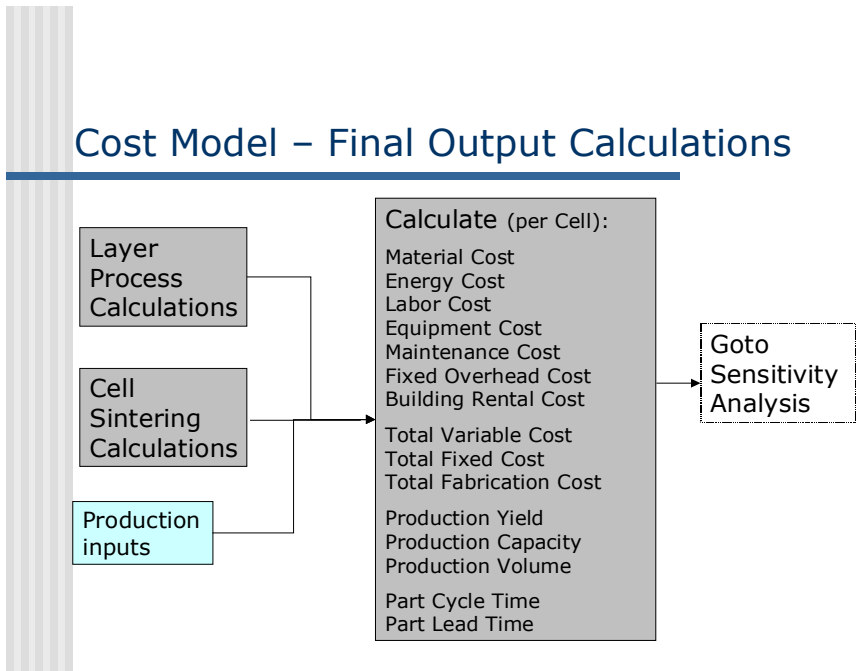 Cost Model – Final Output Calculations
Layer
Process
Calculations
Cell
Sintering
Calculations
Production
inputs
Calculate (per Cell):
Material Cost
Energy Cost
Labor Cost
Equipment Cost
Maintenance Cost
Fixed Overhead Cost
Building Rental Cost
Total Variable Cost
Total Fixed Cost
Total Fabrication Cost
Production Yield
Production Capacity
Production Volume
Part Cycle Time
Part Lead Time
Goto
Sensitivity
Analysis